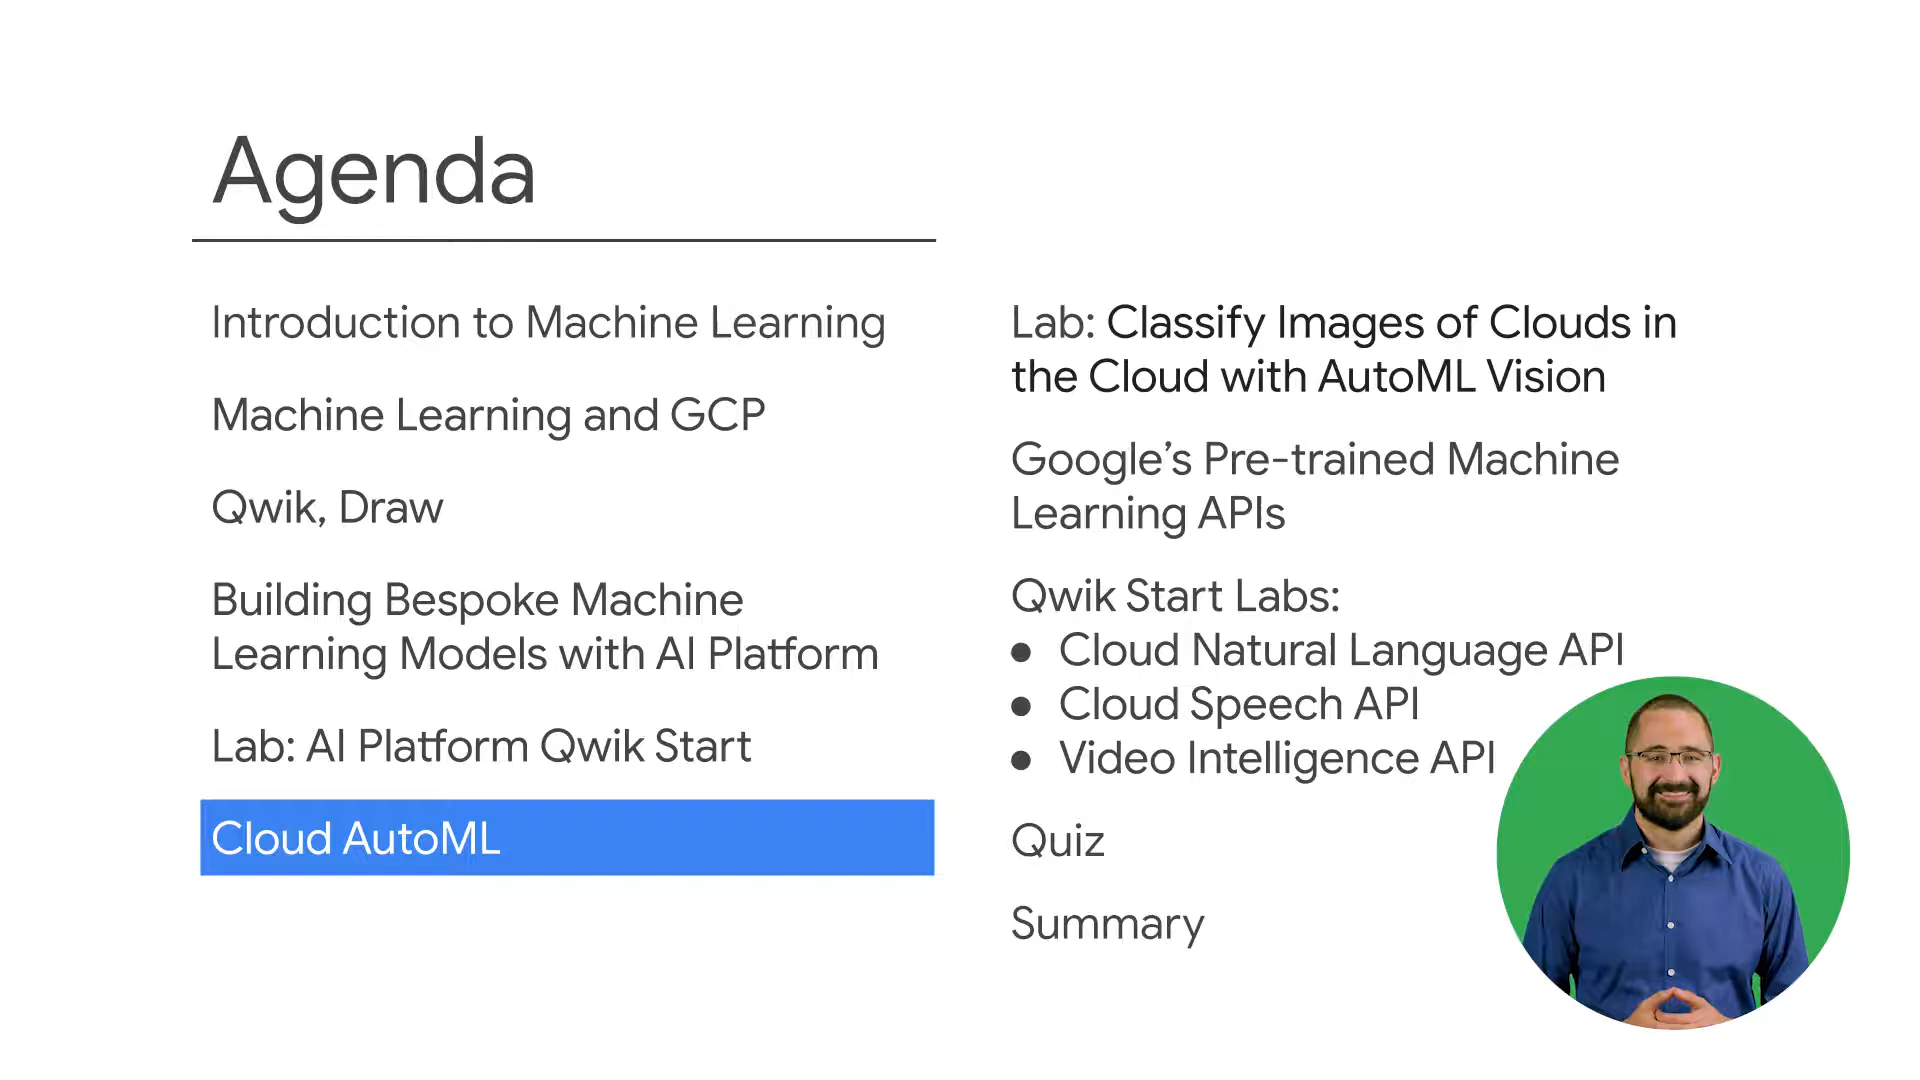 Agenda
Introduction to Machine Learning
Machine Learning and GCP
Qwik, Draw
Building Bespoke Machine
Learning Models with AI Platform
Lab: AI Platform Qwik Start
Cloud AutoML
Lab: Classify Images of Clouds in
the Cloud with AutoML Vision
Google’s Pre-trained Machine
Learning APIs
Qwik Start Labs:
● Cloud Natural Language API
● Cloud Speech API
● Video Intelligence API
Quiz
Summary